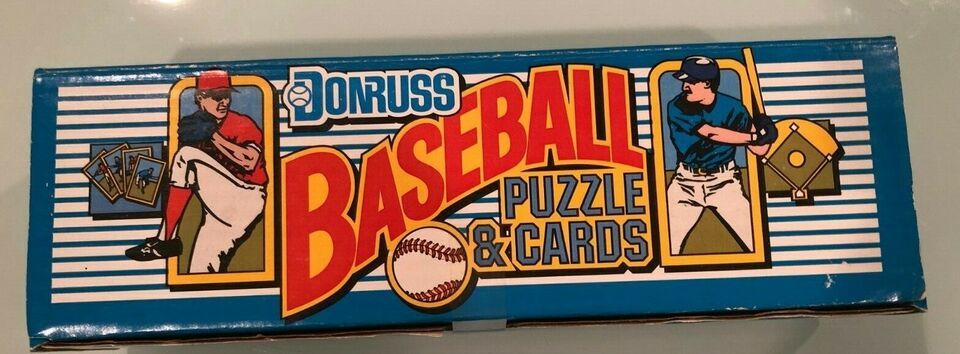 DONRUSS
BASEBALL
PUZZLE
& CARDS